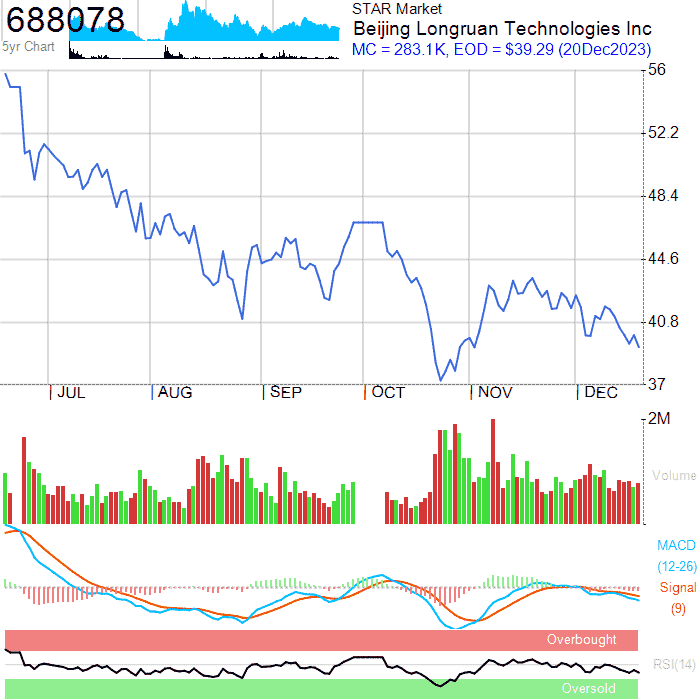 688078
5yr Chart
STAR Market
Beijing Longruan Technologies Inc
MC = 283.1K, EOD = $39.29 (20Dec2023)
56
52.2
48.4
44.6
40.8
37
JUL
AUG
SEP
OCT
NOV
DEC
2M
Volume
MACD
(12-26)
Signal
(9)
Overbought
RSI(14)
Oversold